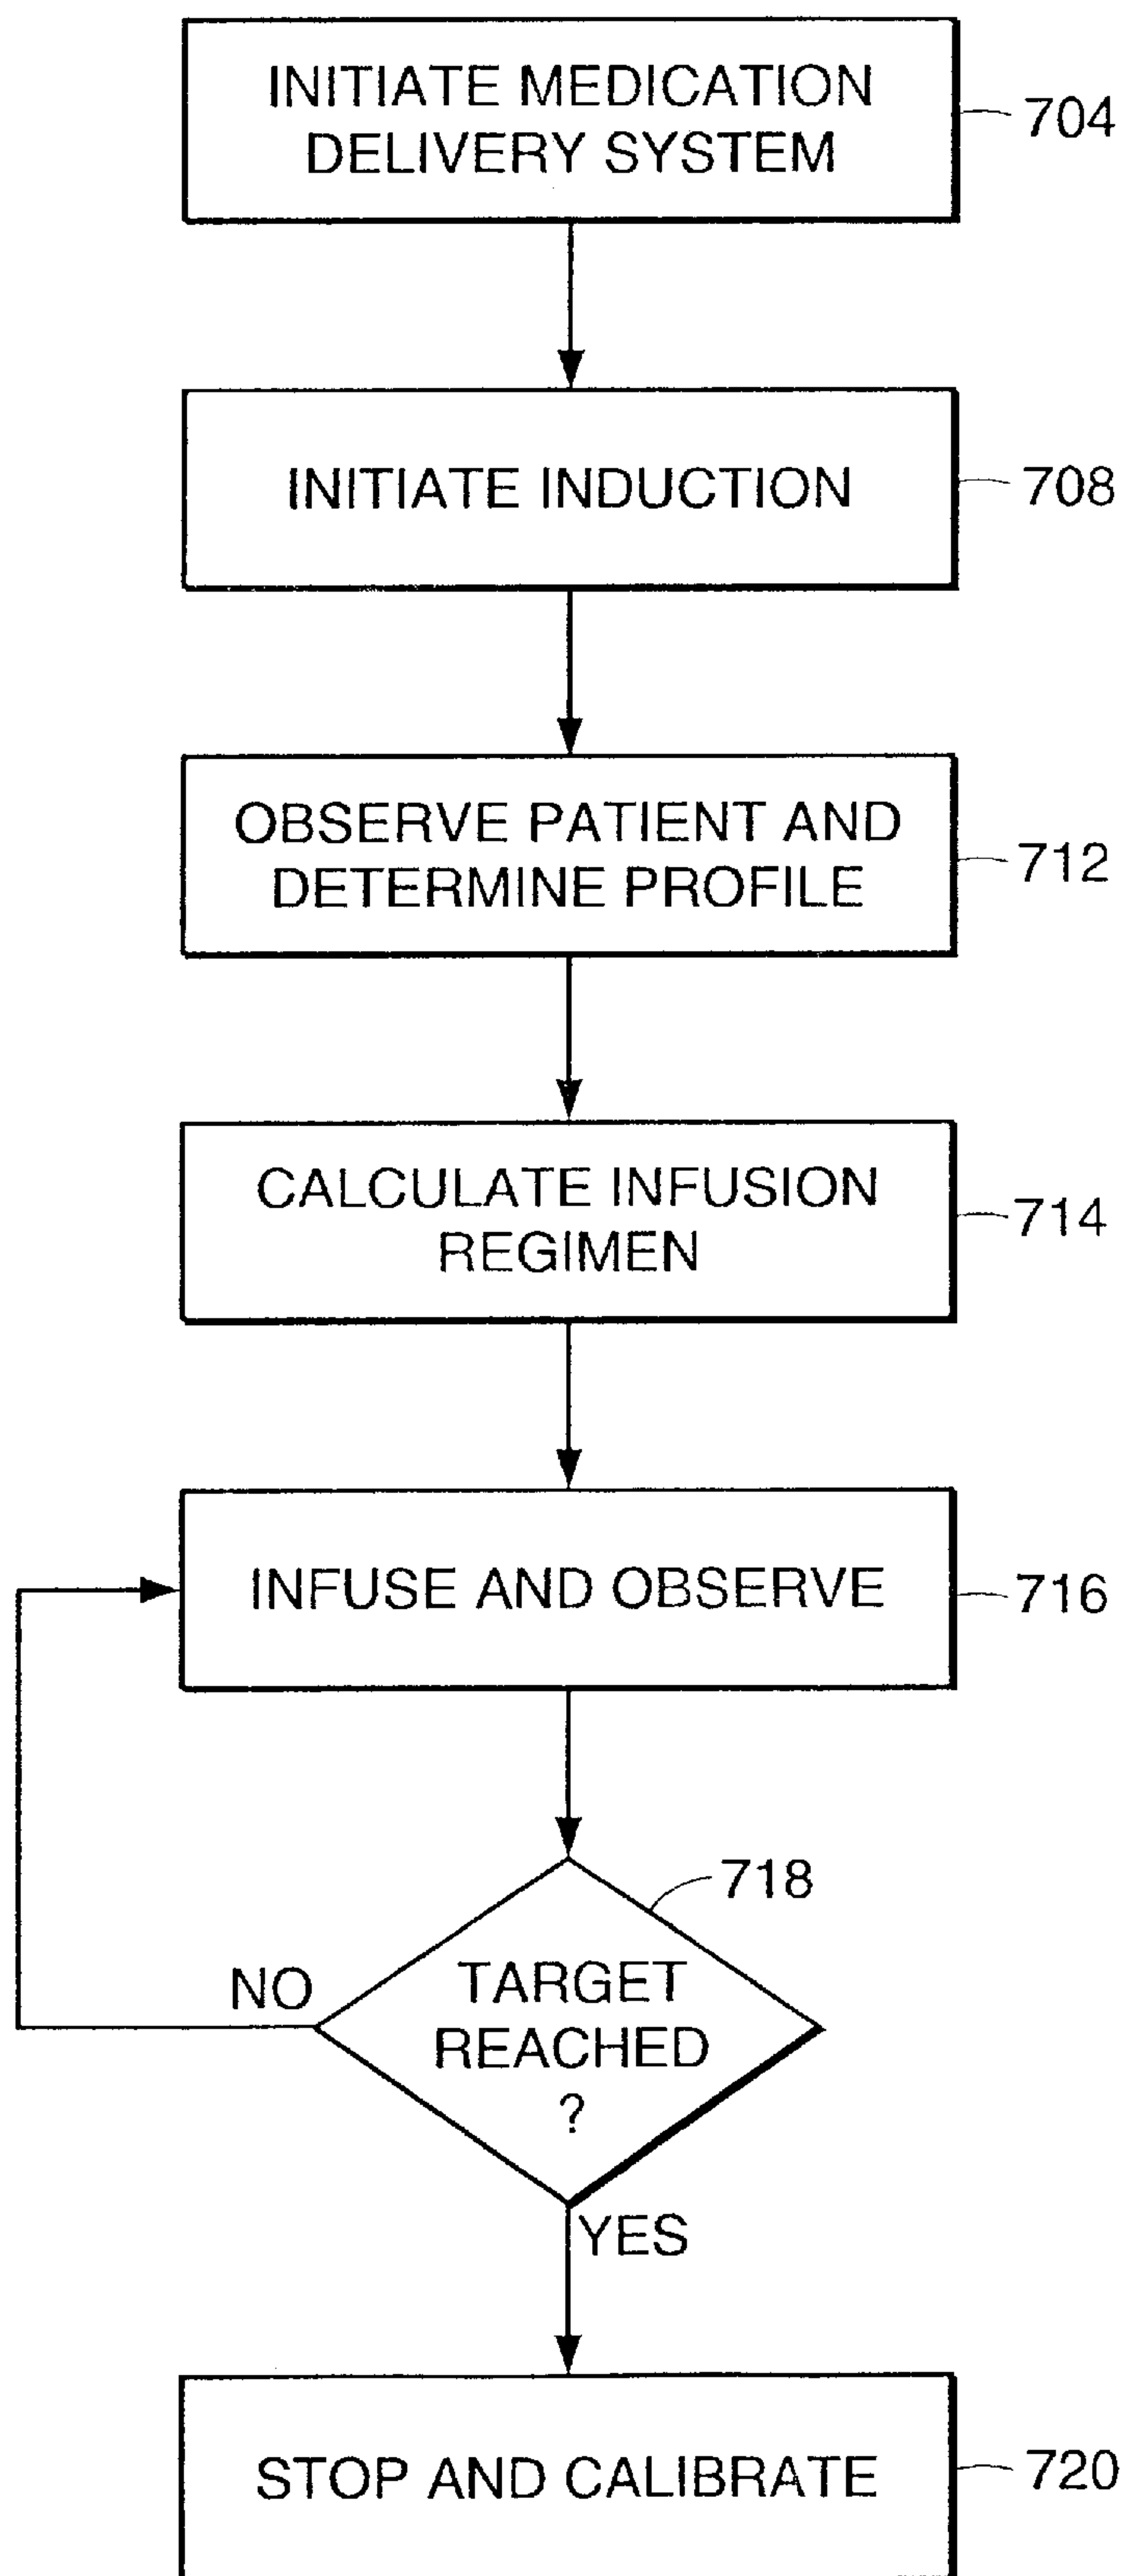 INITIATE MEDICATION
DELIVERY SYSTEM
704
INITIATE INDUCTION
708
OBSERVE PATIENT AND
DETERMINE PROFILE
712
CALCULATE INFUSION
REGIMEN
714
INFUSE AND OBSERVE
716
718
NO
TARGET
REACHED
?
YES
STOP AND CALIBRATE
720